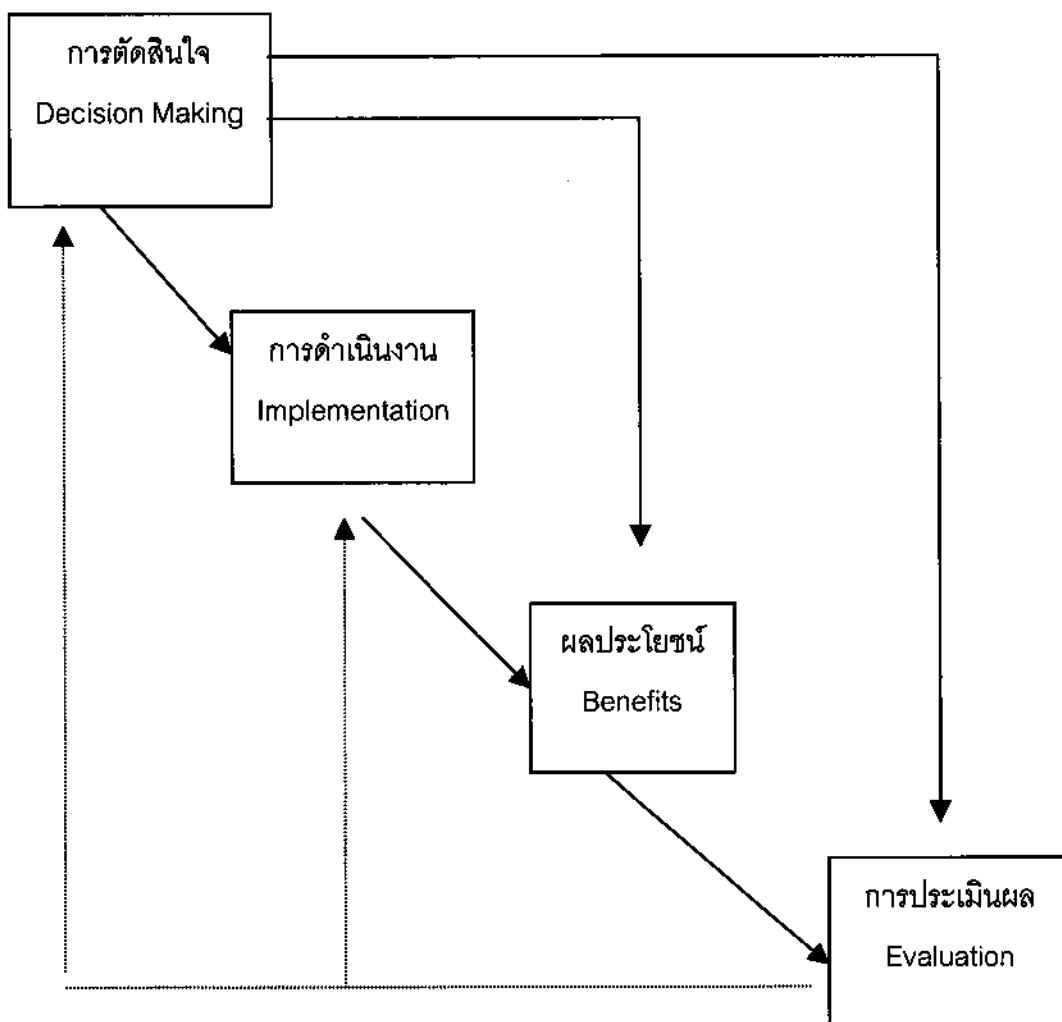 การตัดสินใจ
Decision Making
การดำเนินงาน
Implementation
ผลประโยชน์
Benefits
การประเมินผล
Evaluation